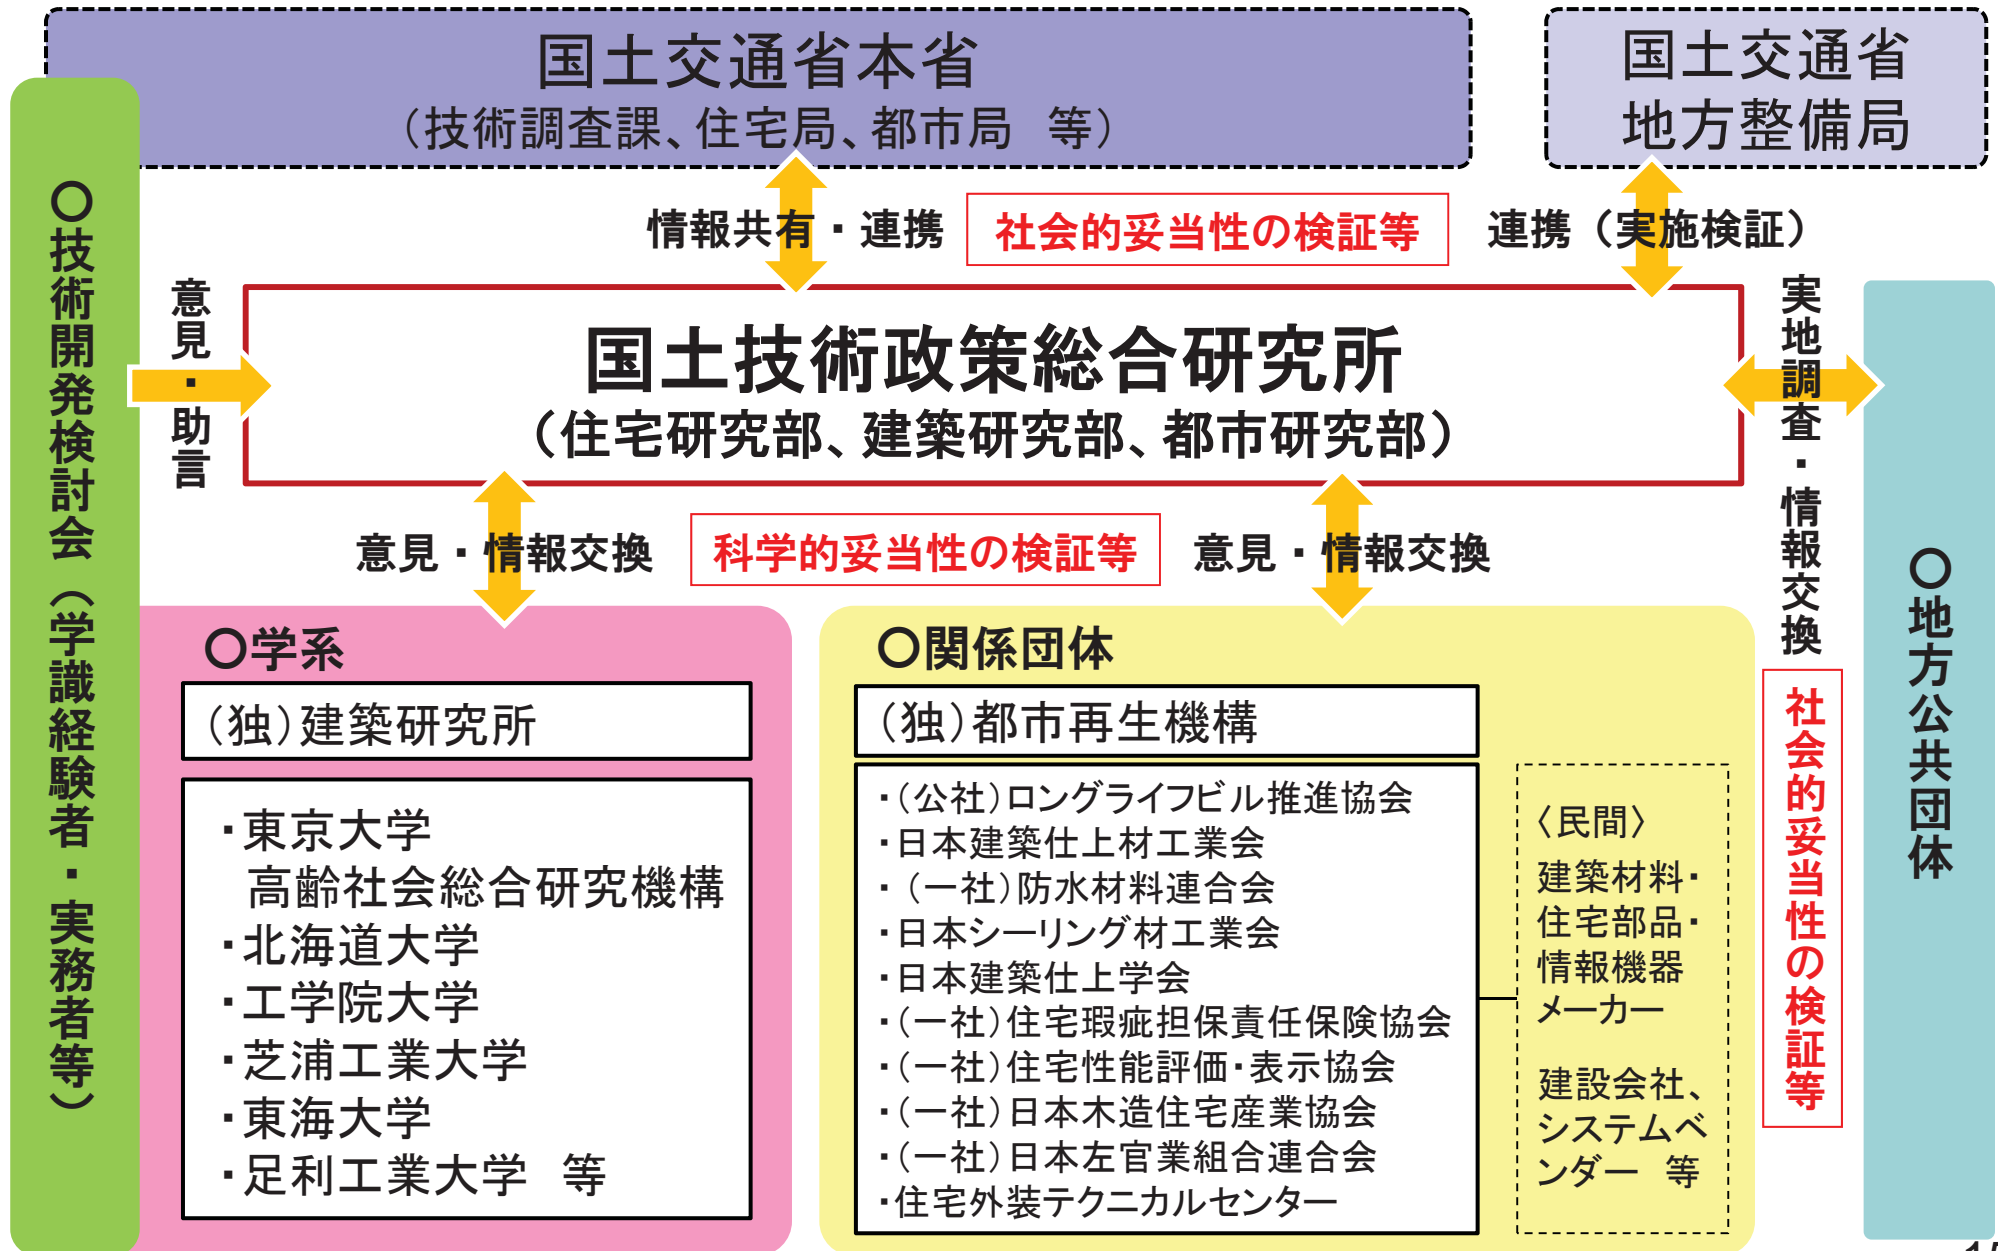 国土交通省本省
（技術調査課、住宅局、都市局　等）
国土交通省
地方整備局
情報共有・連携
社会的妥当性の検証等
連携（実施検証）
〇技術開発検討会（学識経験者・実務者等）
意見・助言
国土技術政策総合研究所
（住宅研究部、建築研究部、都市研究部）
実地調査・情報交換
社会的妥当性の検証等
〇地方公共団体
意見・情報交換
科学的妥当性の検証等
意見・情報交換
〇学系
（独）建築研究所
・東京大学
高齢社会総合研究機構
・北海道大学
・工学院大学
・芝浦工業大学
・東海大学
・足利工業大学　等
〇関係団体
（独）都市再生機構
・（公社）ロングライフビル推進協会
・日本建築仕上材工業会
・（一社）防水材料連合会
・日本シーリング材工業会
・日本建築仕上学会
・（一社）住宅瑕疵担保責任保険協会
・（一社）住宅性能評価・表示協会
・（一社）日本木造住宅産業協会
・（一社）日本左官業組合連合会
・住宅外装テクニカルセンター
〈民間〉
建築材料・
住宅部品・
情報機器
メーカー
建設会社、
システムベ
ンダー　等